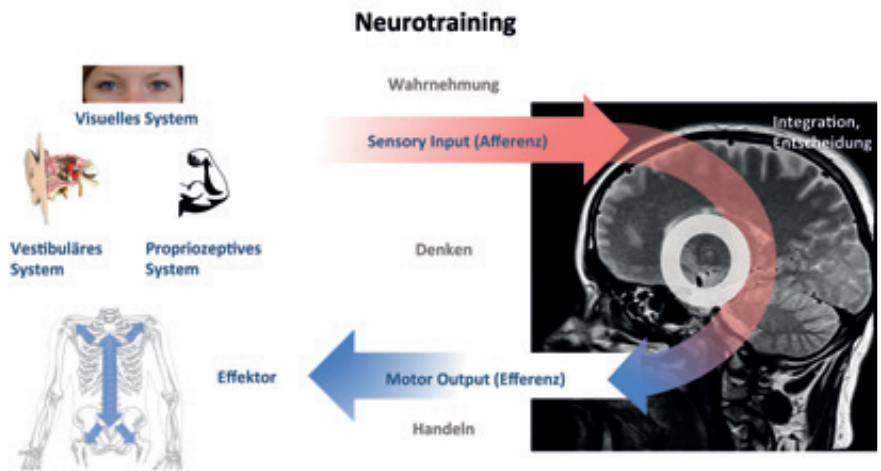 Neurotraining
Wahrnehmung
Visuelles System
Sensory Input (Afferenz)
Integration,
Entscheidung
Vestibuläres
System
Propriozeptives
System
Denken
Effektor
Motor Output (Efferenz)
Handeln